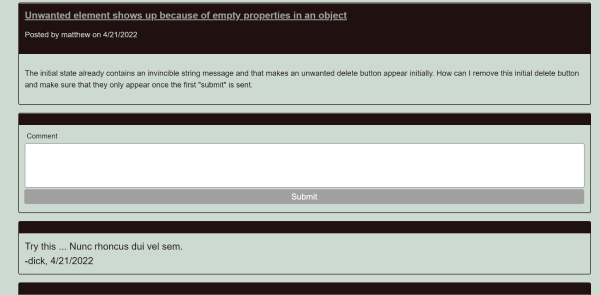 Unwanted element shows up because of empty properties in an object
Posted by matthew on 4/21/2022
The initial state already contains an invincible string message and that makes an unwanted delete button appear initially. How can I remove this initial delete button
and make sure that they only appear once the first "submit" is sent.
Comment
Submit
Try this ... Nunc rhoncus dui vel sem.
-dick, 4/21/2022